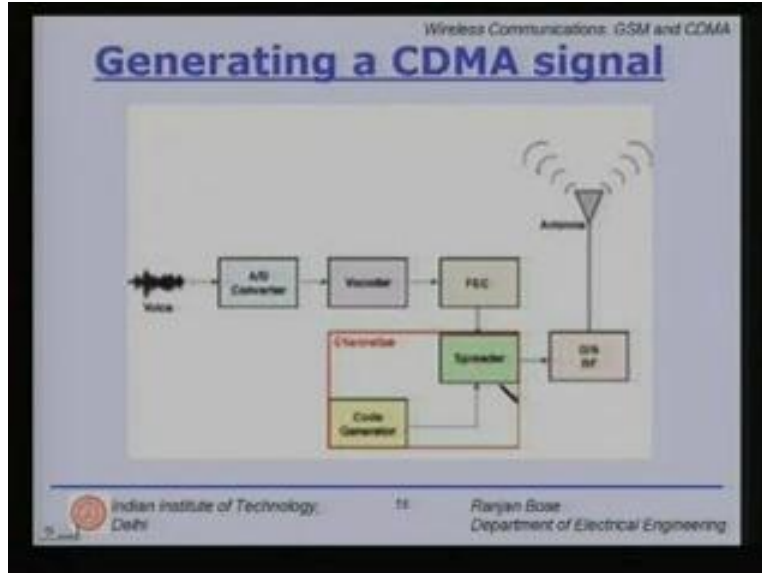 Wireless Communications: GSM and CDMA
Generating a CDMA signal
Antenna
A/D
Converter
Vocoder
FEC
Voice
Spreader
RF
Code
Generator
Indian Institute of Technology,
Delhi
Ranjan Bose
Department of Electrical Engineering